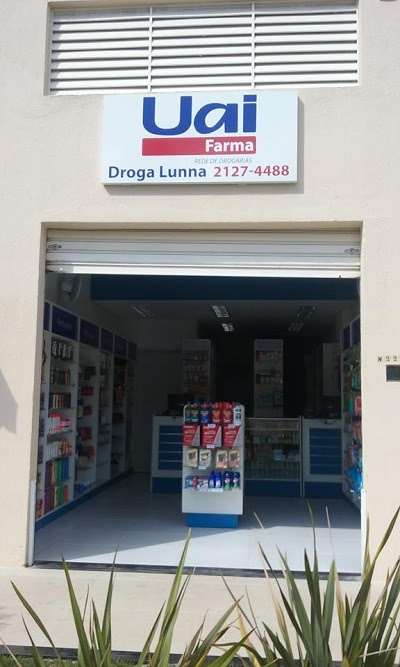 Uai
Farma
REDE DE DROGARIAS
Droga Lunna 2127-4488